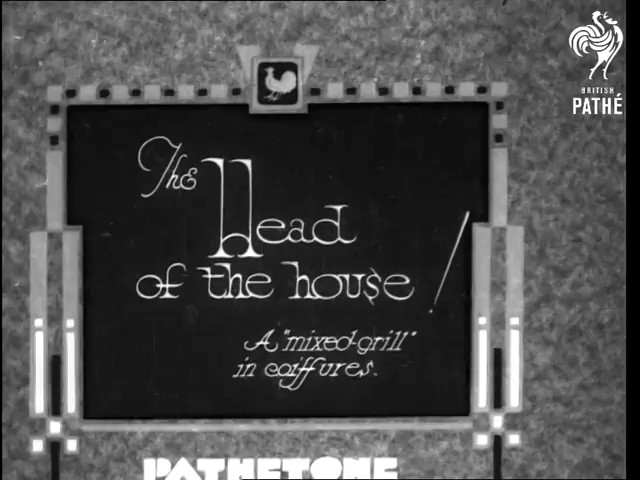 BRITISH
PATHÉ
The Head
of the house!
A "mixed-grill"
in coiffures.
PATHETONE